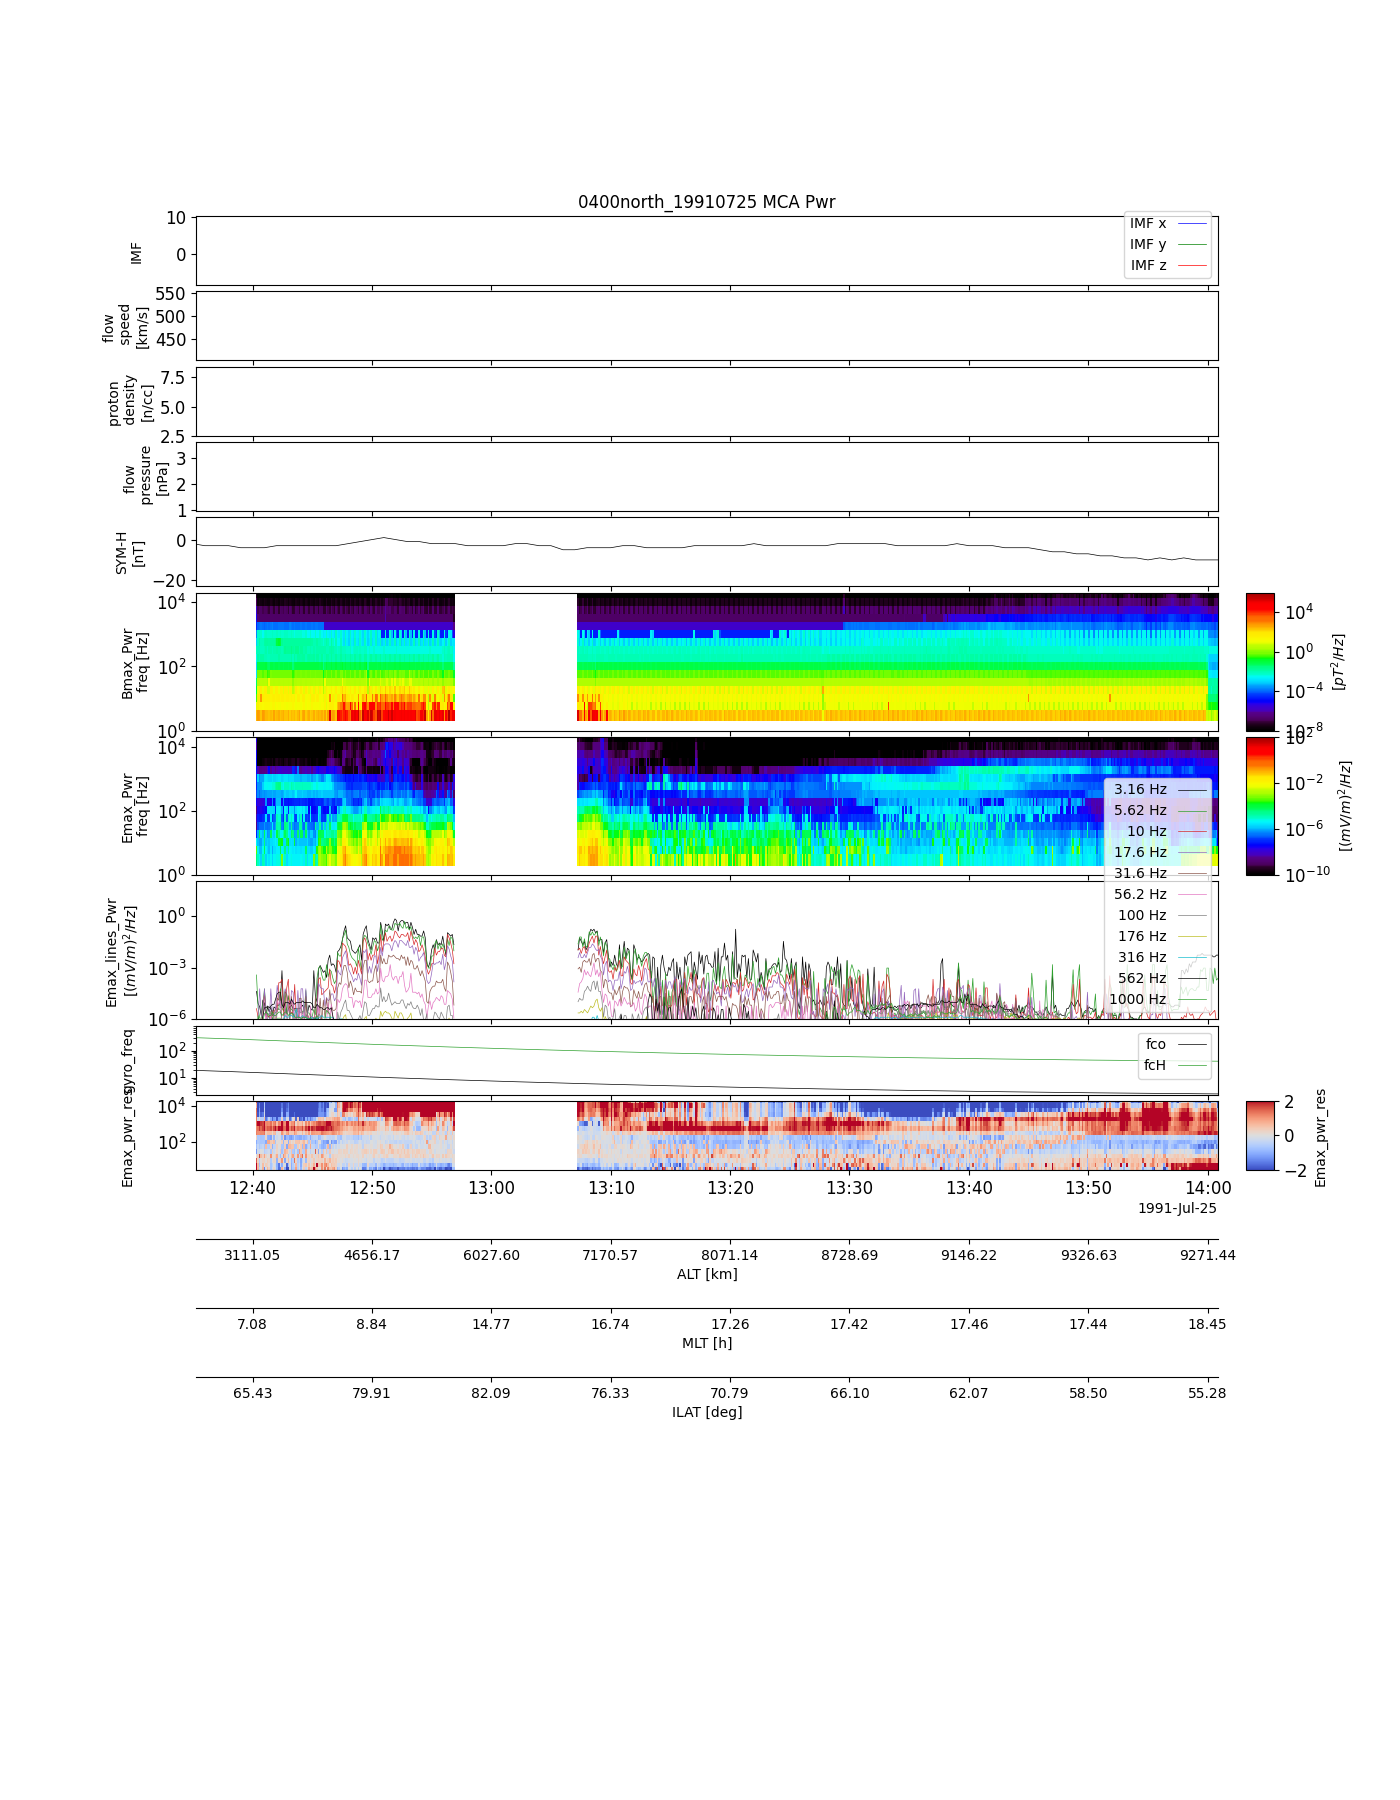 0400north_19910725 MCA Pwr
10
0
IMF
IMF x
IMF y
IMF z
550
500
450
flow
speed
[km/s]
7.5
5.0
2.5
proton
density
[n/cc]
3
2
1
flow
pressure
[nPa]
0
−20
SYM-H
[nT]
10^4
10^2
10^0
Bmax_Pwr
freq [Hz]
10^4
10^0
10^−4
10^−8
[pT^2/Hz]
10^4
10^2
10^0
Emax_Pwr
freq [Hz]
10^2
10^−2
10^−6
10^−10
[(mV/m)^2/Hz]
3.16 Hz
5.62 Hz
10 Hz
17.6 Hz
31.6 Hz
56.2 Hz
100 Hz
176 Hz
316 Hz
562 Hz
1000 Hz
10^0
10^−3
10^−6
Emax_lines_Pwr
[(mV/m)^2/Hz]
10^2
10^1
gyro_freq
fco
fcH
10^4
10^2
Emax_pwr_res
2
0
−2
Emax_pwr_res
12:40 12:50 13:00 13:10 13:20 13:30 13:40 13:50 14:00
1991-Jul-25
3111.05 4656.17 6027.60 7170.57 8071.14 8728.69 9146.22 9326.63 9271.44
ALT [km]
7.08 8.84 14.77 16.74 17.26 17.42 17.46 17.44 18.45
MLT [h]
65.43 79.91 82.09 76.33 70.79 66.10 62.07 58.50 55.28
ILAT [deg]